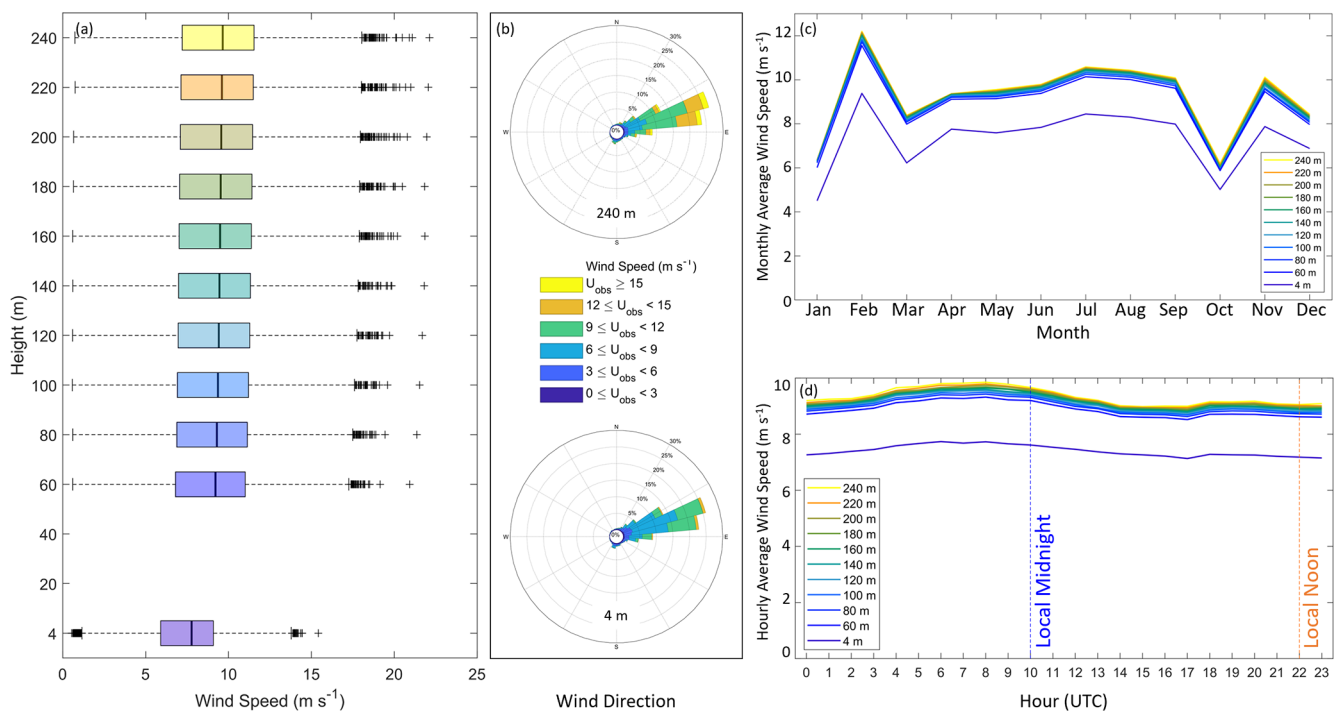 (a)
240
220
200
180
160
140
120
100
80
60
40
20
4
Height (m)
0
5
10
15
20
25
Wind Speed (m s-1)
(b)
N
30%
25%
20%
15%
10%
5%
0%
W
E
240 m
S
Wind Speed (m s-1)
Uobs ≥ 15
12 ≤ Uobs < 15
9 ≤ Uobs < 12
6 ≤ Uobs < 9
3 ≤ Uobs < 6
0 ≤ Uobs < 3
N
30%
25%
20%
15%
10%
5%
0%
W
E
4 m
S
Wind Direction
(c)
12
10
8
6
4
2
0
Monthly Average Wind Speed (m s-1)
240 m
220 m
200 m
180 m
160 m
140 m
120 m
100 m
80 m
60 m
4 m
Jan Feb Mar Apr May Jun Jul Aug Sep Oct Nov Dec
Month
(d)
10
8
6
4
2
0
Hourly Average Wind Speed (m s-1)
240 m
220 m
200 m
180 m
160 m
140 m
120 m
100 m
80 m
60 m
4 m
Local Midnight
Local Noon
0 1 2 3 4 5 6 7 8 9 10 11 12 13 14 15 16 17 18 19 20 21 22 23
Hour (UTC)